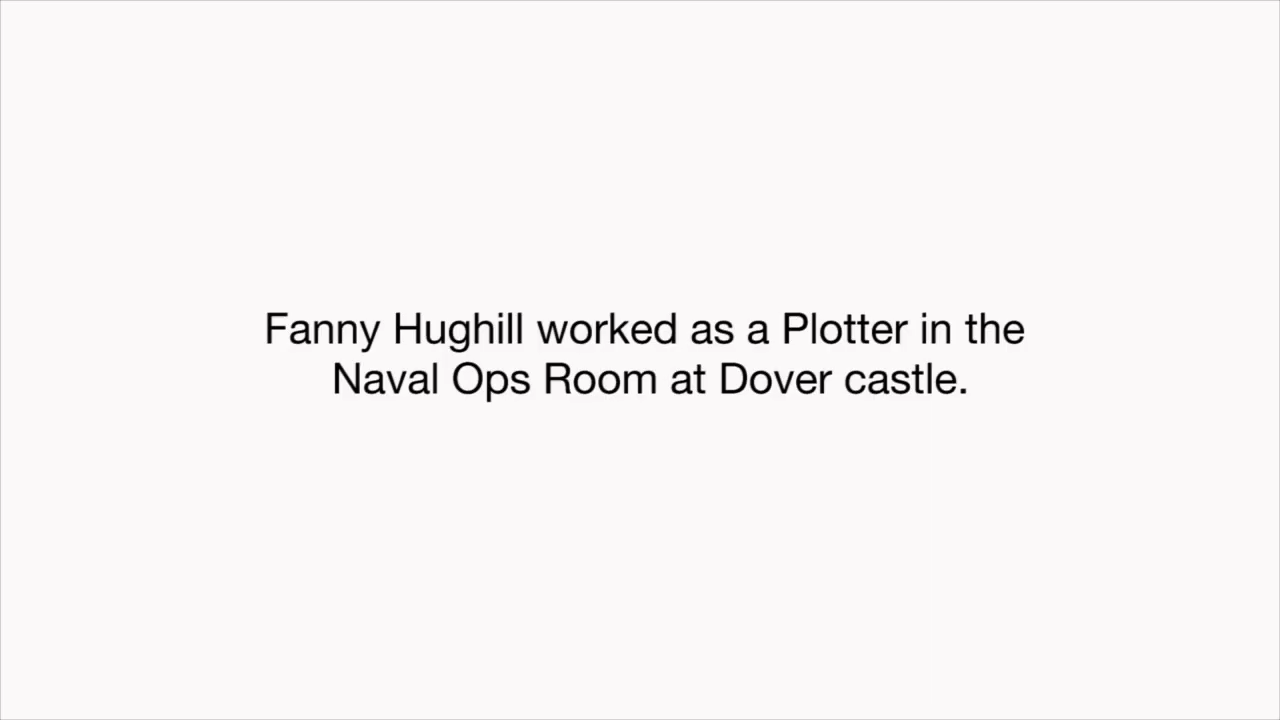 Fanny Hughill worked as a Plotter in the
Naval Ops Room at Dover castle.